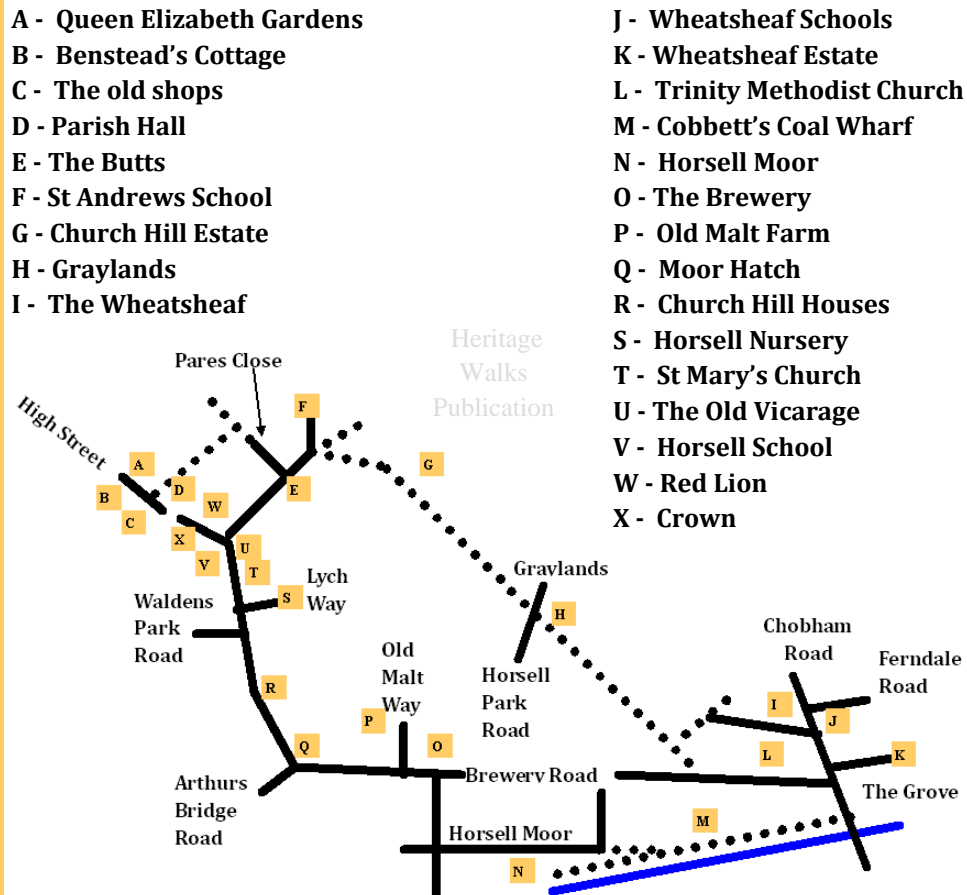 A - Queen Elizabeth Gardens
B - Benstead's Cottage
C - The old shops
D - Parish Hall
E - The Butts
F - St Andrews School
G - Church Hill Estate
H - Graylands
I - The Wheatsheaf
J - Wheatsheaf Schools
K - Wheatsheaf Estate
L - Trinity Methodist Church
M - Cobbett's Coal Wharf
N - Horsell Moor
O - The Brewery
P - Old Malt Farm
Q - Moor Hatch
R - Church Hill Houses
S - Horsell Nursery
T - St Mary's Church
U - The Old Vicarage
V - Horsell School
W - Red Lion
X - Crown
Heritage
Walks
Publication
Pares Close
High Street
F
A
D
E
G
B
C
W
X
U
V
T
S
Lych
Way
Graylands
H
Waldens
Park
Road
Chobham
Road
Old
Malt
Way
Horsell
Park
Road
Ferndale
Road
R
P
I
J
Q
O
L
K
Arthurs
Bridge
Road
Brewery Road
The Grove
Horsell Moor
M
N